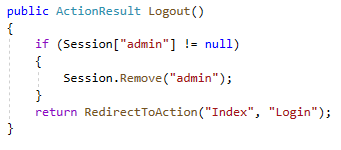 public ActionResult Logout()
{
    if (Session["admin"] != null)
    {
        Session.Remove("admin");
    }
    return RedirectToAction("Index", "Login");
}